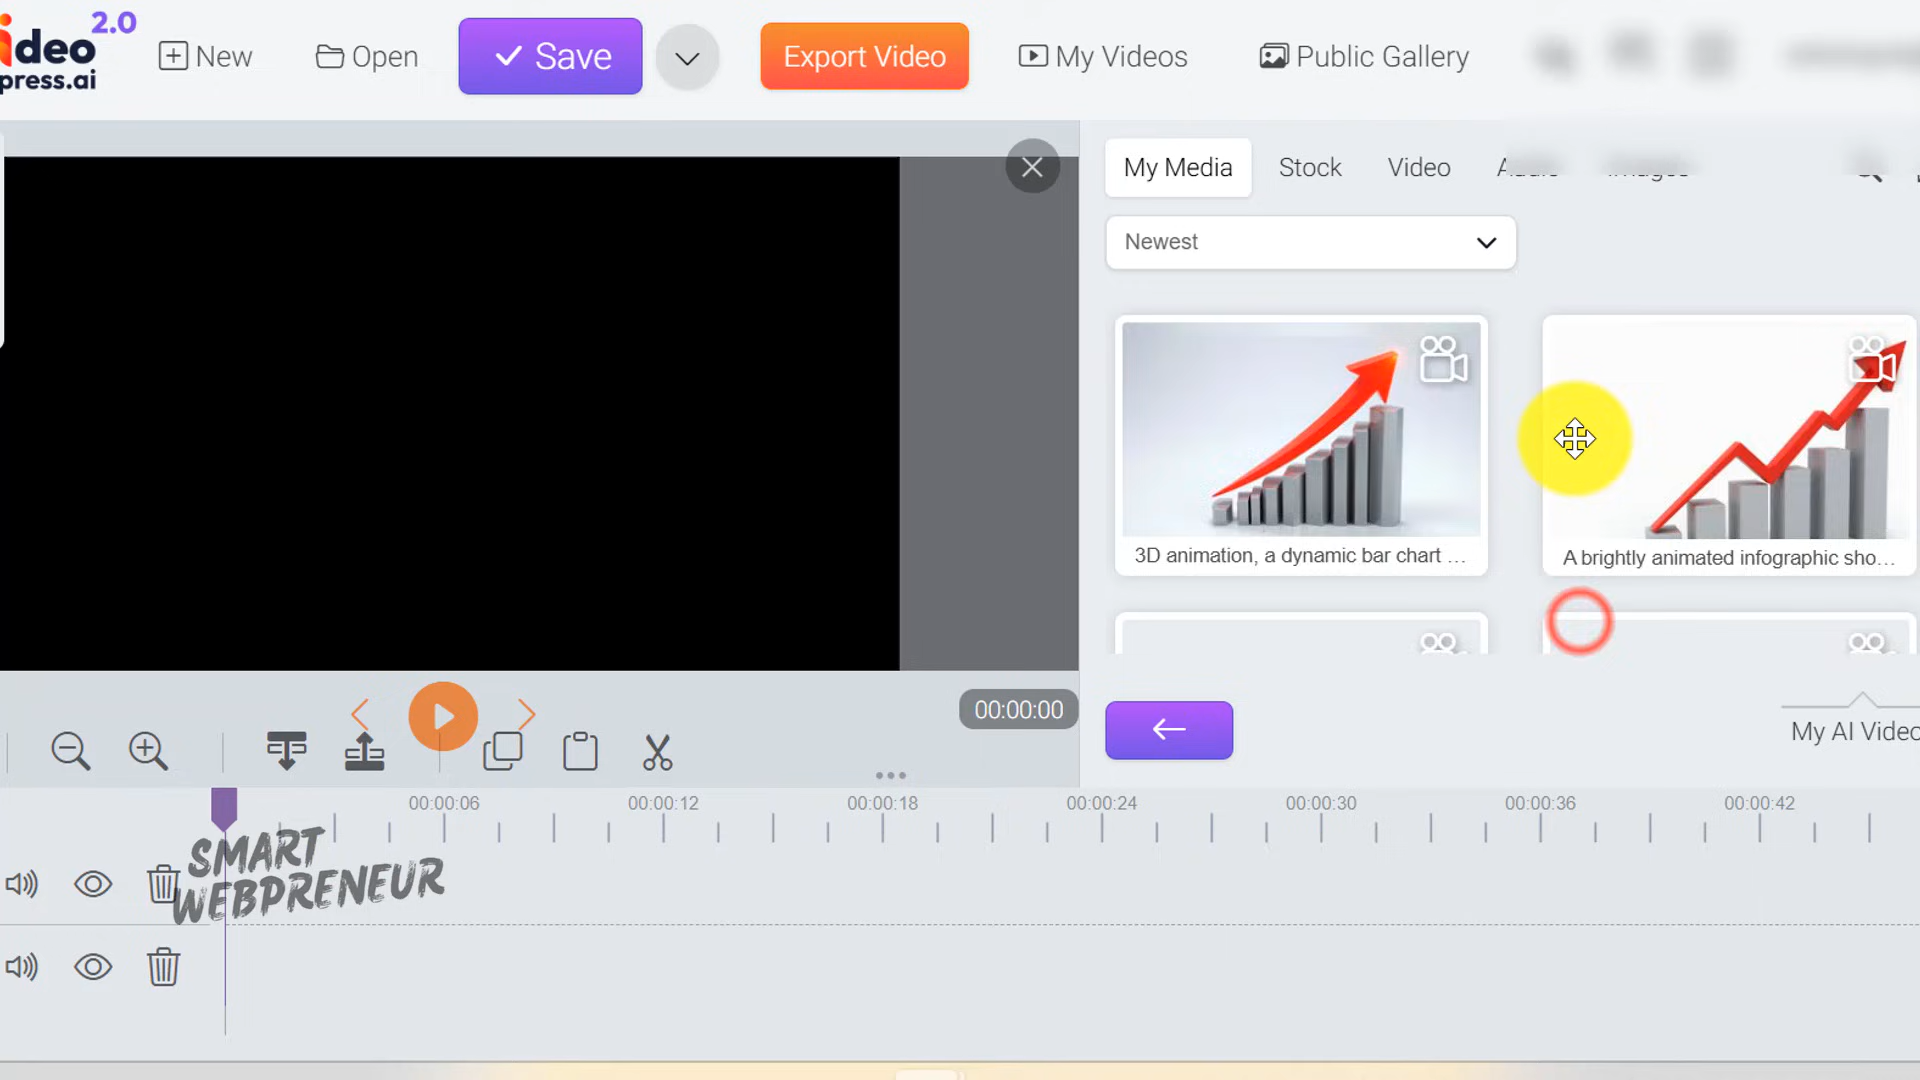 2.0
ideo
press.ai
New
Open
Save
Export Video
My Videos
Public Gallery
My Media
Stock
Video
Newest
3D animation, a dynamic bar chart ...
A brightly animated infographic sho...
00:00:00
My AI Video
00:00:06
00:00:12
00:00:18
00:00:24
00:00:30
00:00:36
00:00:42
SMART
WEBPRENEUR